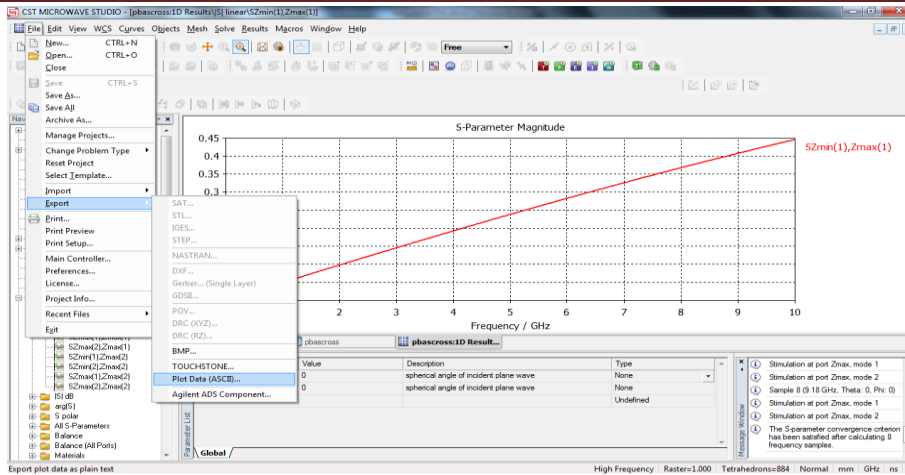 CST MICROWAVE STUDIO - [pbascross:1D Results\|S| linear\SZmin(1),Zmax(1)]
File Edit View WCS Curves Objects Mesh Solve Results Macros Window Help
New... CTRL+N
Open... CTRL+O
Close
Save CTRL+S
Save As...
Save All
Archive As...
Manage Projects...
Change Problem Type
Reset Project
Select Template...
Import
Export
Print...
Print Preview
Print Setup...
Main Controller...
Preferences...
License...
Project Info...
Recent Files
Exit
SAT...
STL...
IGES...
STEP...
NASTRAN...
DXF...
Gerber... (Single Layer)
GDSII...
POV...
DRC (XYZ)...
DRC (RZ)...
BMP...
TOUCHSTONE...
Plot Data (ASCII)...
Agilent ADS Component...
Free
Nav
S-Parameter Magnitude
0.45
0.4
0.35
0.3
SZmin(1),Zmax(1)
2 3 4 5 6 7 8 9 10
Frequency / GHz
pbascross
pbascross:1D Result...
SZmax(2),Zmax(1)
SZmin(1),Zmax(2)
SZmin(2),Zmax(2)
SZmax(1),Zmax(2)
SZmax(2),Zmax(2)
|S| dB
arg(S)
S polar
All S-Parameters
Balance
Balance (All Ports)
Materials
Parameter List
Value Description Type
0 spherical angle of incident plane wave None
0 spherical angle of incident plane wave None
Undefined
Global
Message Window
Stimulation at port Zmax, mode 1
Stimulation at port Zmax, mode 2
Sample 8 (9.18 GHz, Theta: 0, Phi: 0)
Stimulation at port Zmax, mode 1
Stimulation at port Zmax, mode 2
The S-parameter convergence criterion
has been satisfied after calculating 8
frequency samples.
Export plot data as plain text
High Frequency Raster=1.000 Tetrahedrons=884 Normal mm GHz ns